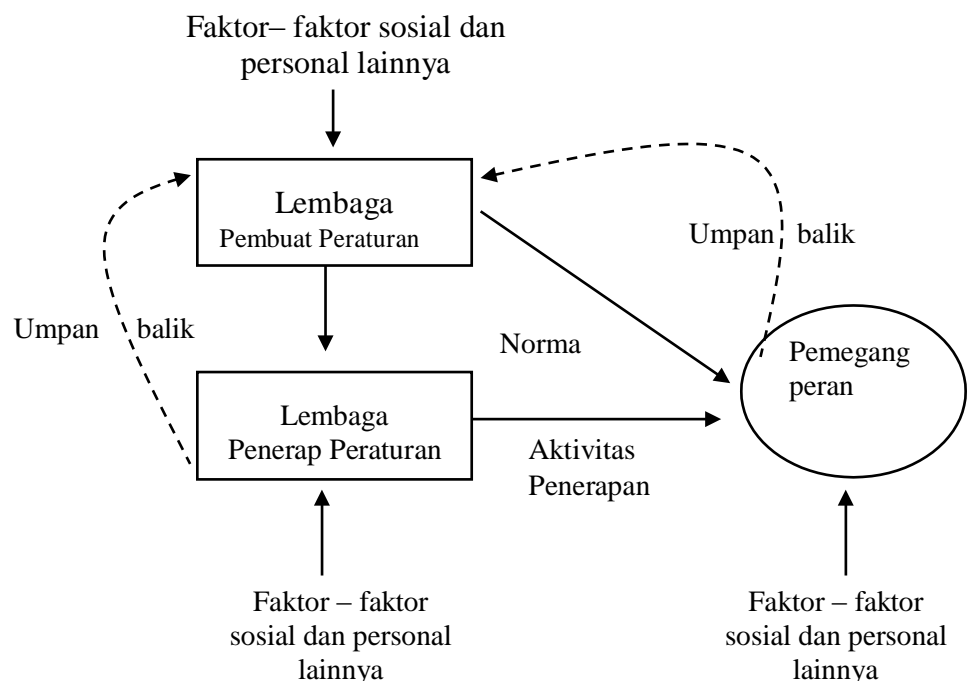 Faktor– faktor sosial dan
personal lainnya
Lembaga
Pembuat Peraturan
Umpan balik
Umpan balik
Norma
Pemegang
peran
Lembaga
Penerap Peraturan
Aktivitas
Penerapan
Faktor – faktor
sosial dan personal
lainnya
Faktor – faktor
sosial dan personal
lainnya